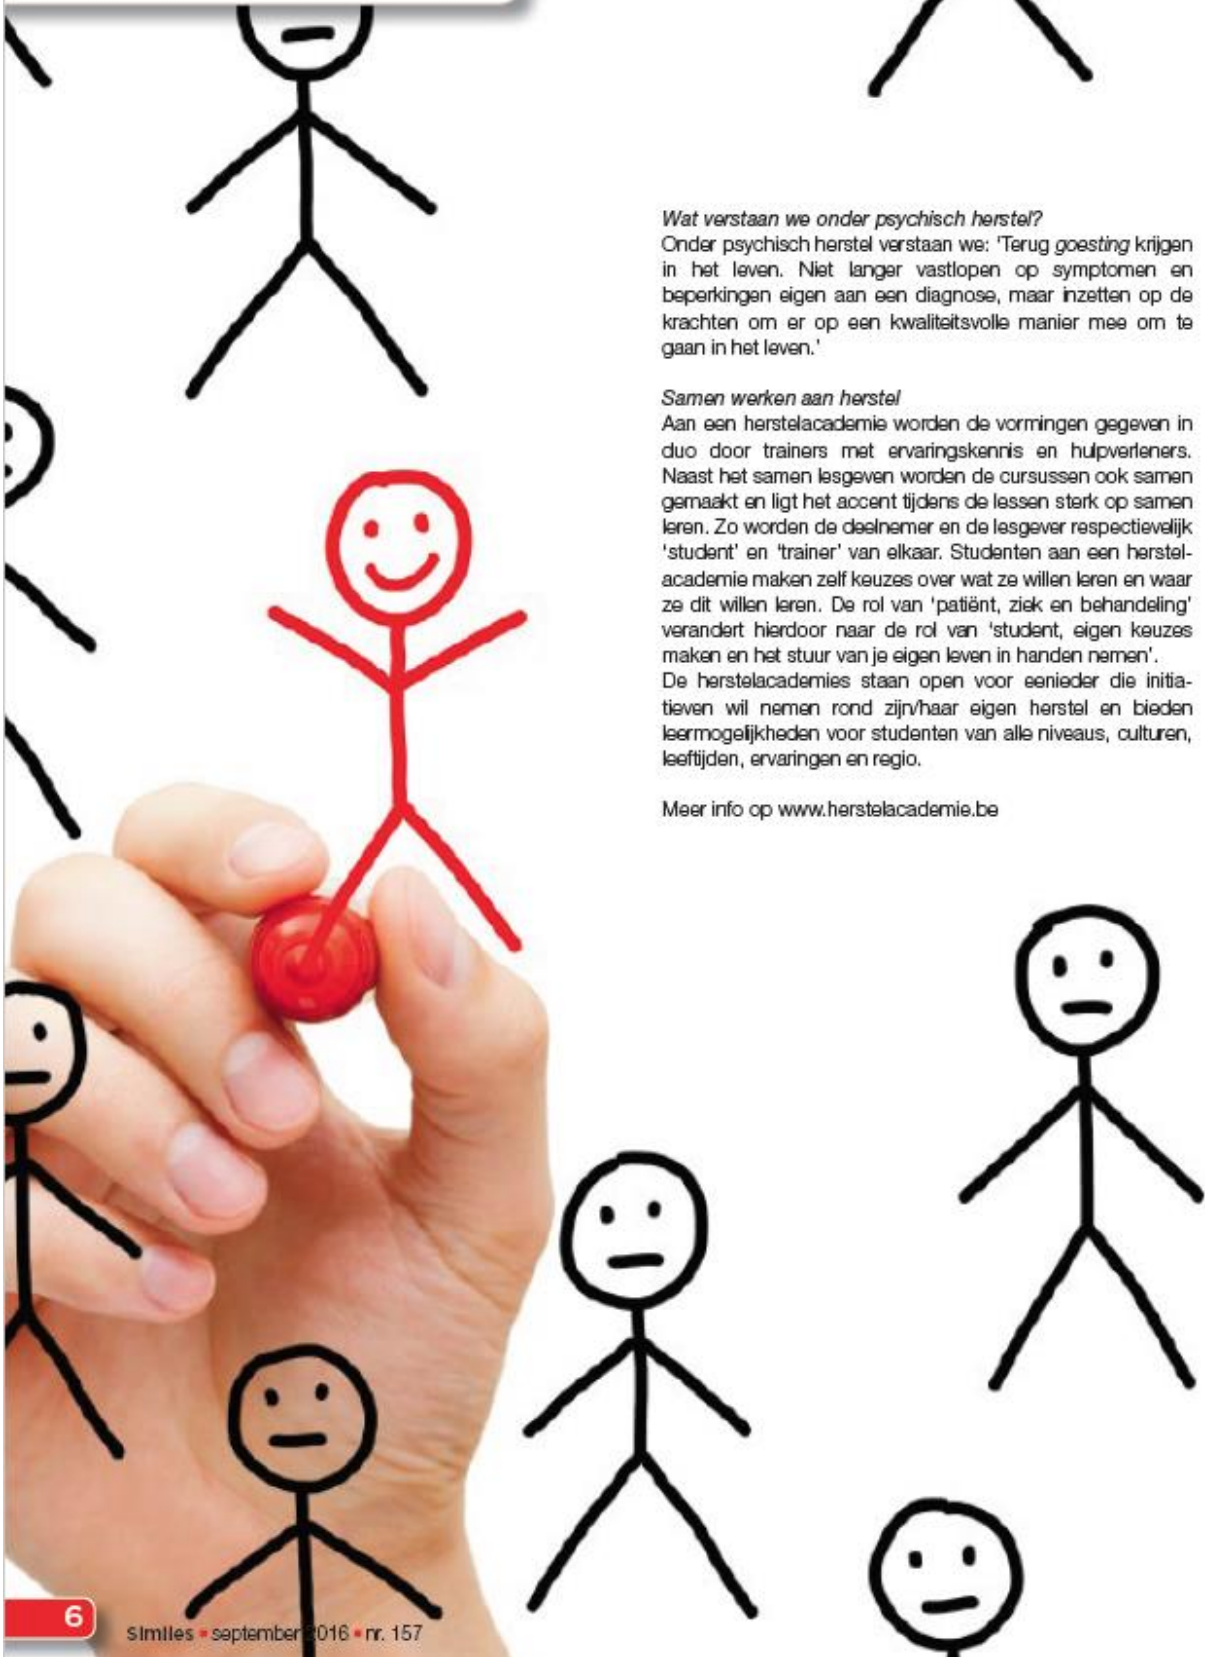 Wat verstaan we onder psychisch herstel?
Onder psychisch herstel verstaan we: 'Terug goesting krijgen
in het leven. Niet langer vastlopen op symptomen en
beperkingen eigen aan een diagnose, maar inzetten op de
krachten om er op een kwaliteitsvolle manier mee om te
gaan in het leven.'

Samen werken aan herstel
Aan een herstelacademie worden de vormingen gegeven in
duo door trainers met ervaringskennis en hulpverleners.
Naast het samen lesgeven worden de cursussen ook samen
gemaakt en ligt het accent tijdens de lessen sterk op samen
leren. Zo worden de deelnemer en de lesgever respectievelijk
'student' en 'trainer' van elkaar. Studenten aan een herstel-
academie maken zelf keuzes over wat ze willen leren en waar
ze dit willen leren. De rol van 'patiënt, ziek en behandeling'
verandert hierdoor naar de rol van 'student, eigen keuzes
maken en het stuur van je eigen leven in handen nemen'.
De herstelacademies staan open voor eenieder die initia-
tieven wil nemen rond zijn/haar eigen herstel en bieden
leermogelijkheden voor studenten van alle niveaus, culturen,
leeftijden, ervaringen en regio.

Meer info op www.herstelacademie.be

6
Similes • september 2016 • nr. 157